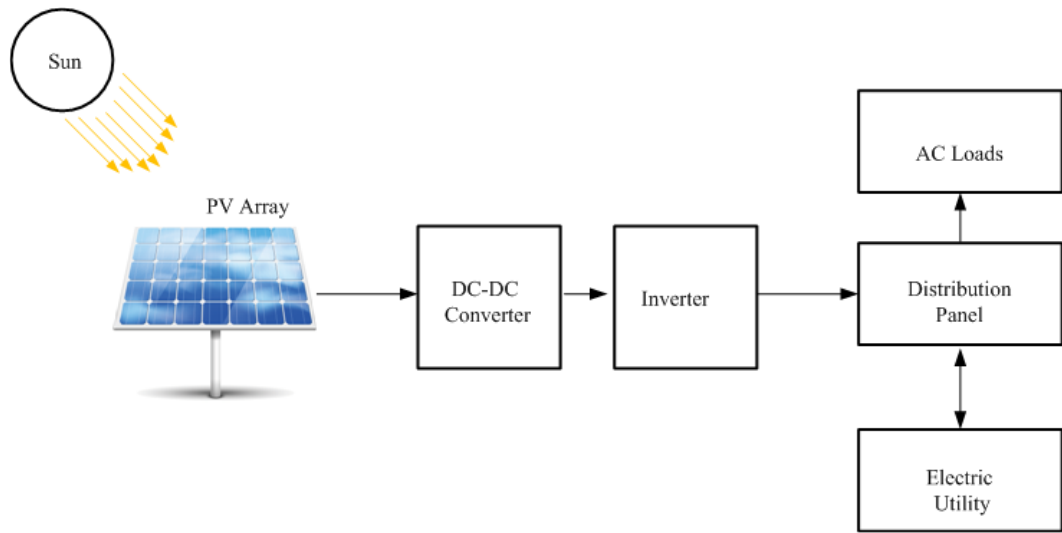 Sun
PV Array
DC-DC
Converter
Inverter
AC Loads
Distribution
Panel
Electric
Utility